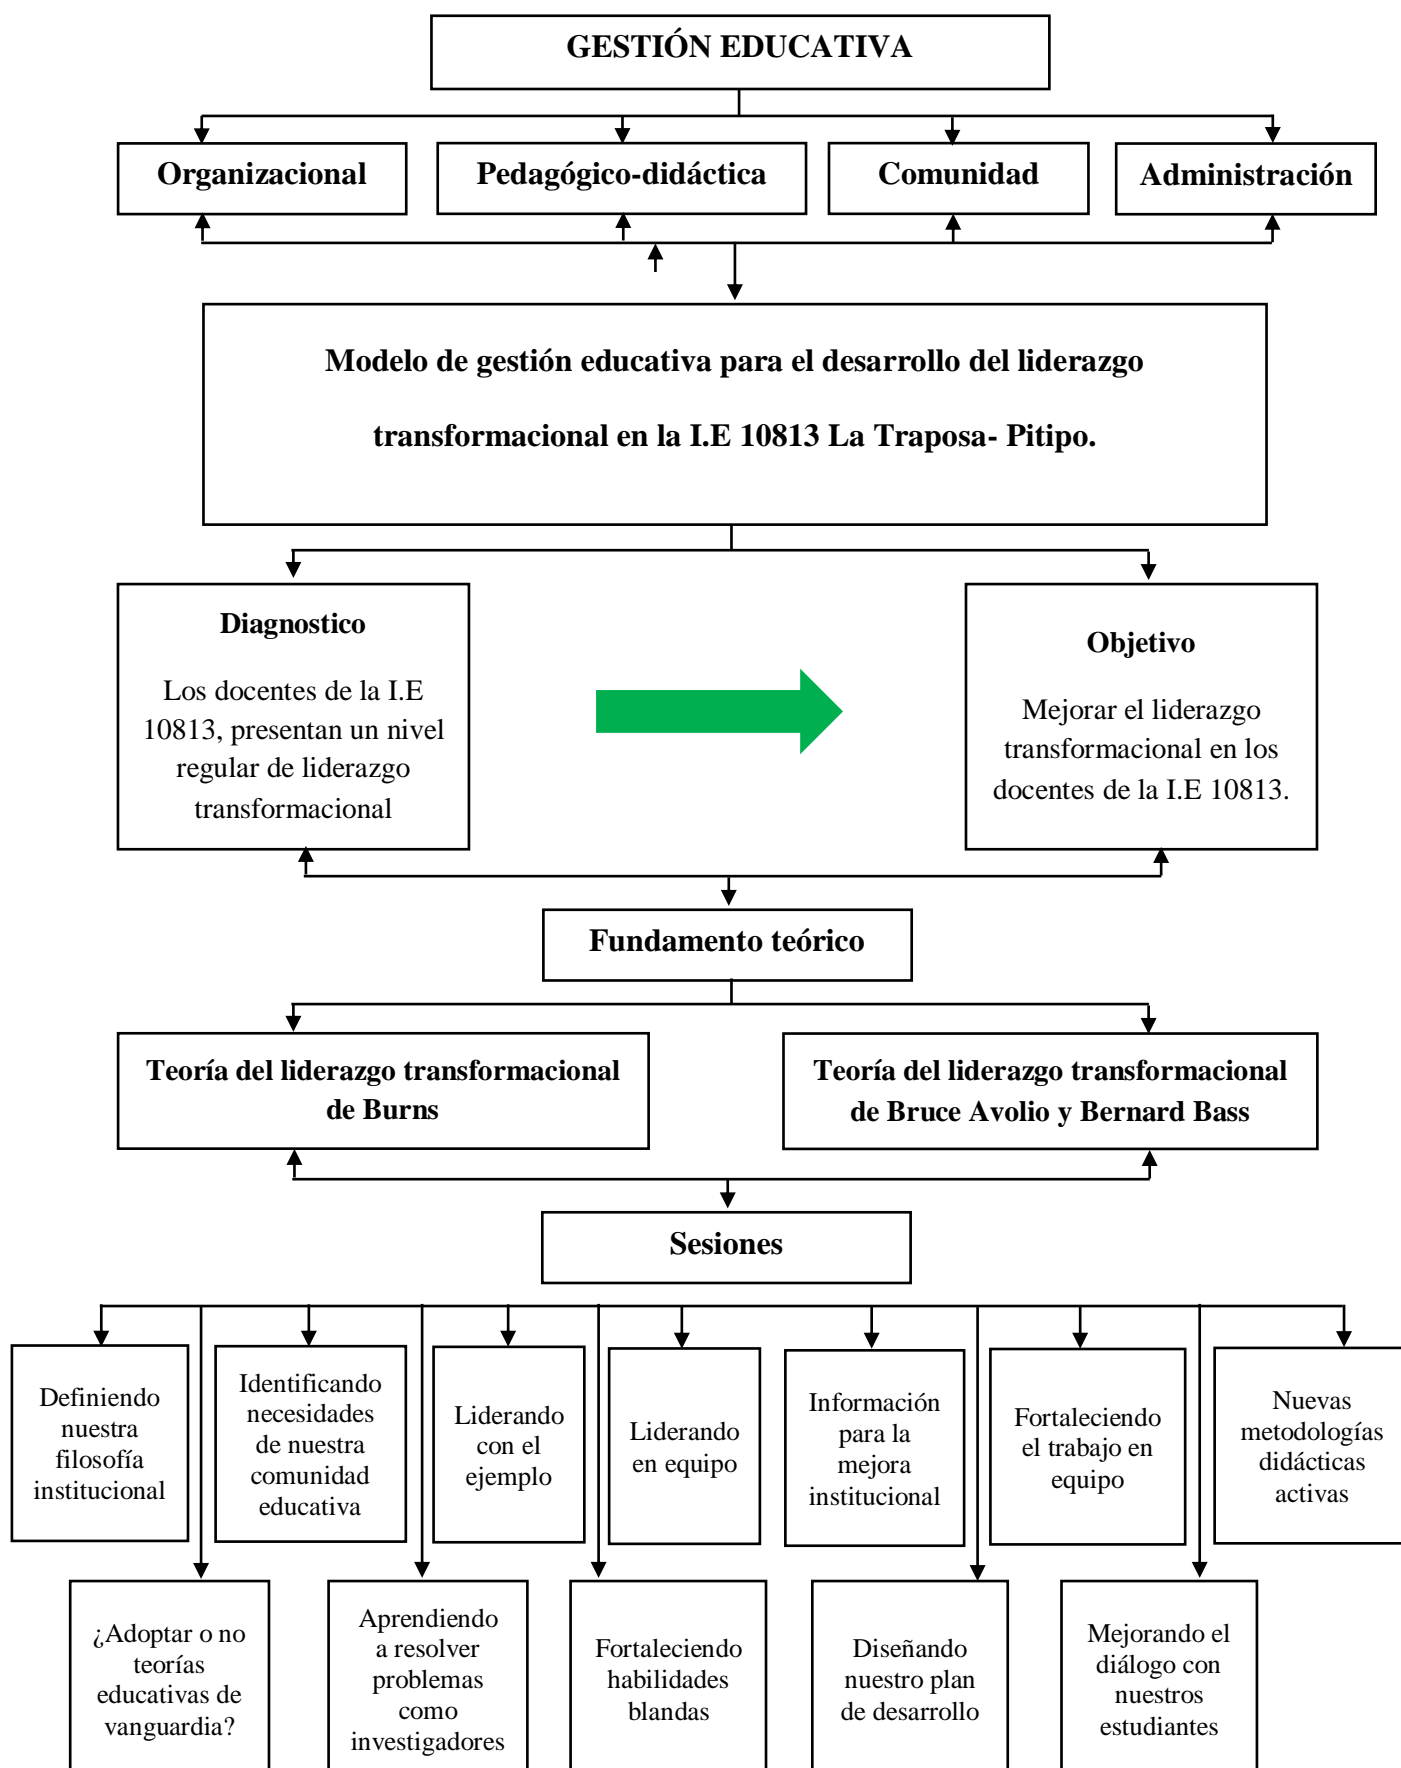 GESTIÓN EDUCATIVA
Organizacional
Pedagógico-didáctica
Comunidad
Administración
Modelo de gestión educativa para el desarrollo del liderazgo
transformacional en la I.E 10813 La Traposa- Pitipo.
Diagnostico
Los docentes de la I.E
10813, presentan un nivel
regular de liderazgo
transformacional
Objetivo
Mejorar el liderazgo
transformacional en los
docentes de la I.E 10813.
Fundamento teórico
Teoría del liderazgo transformacional
de Burns
Teoría del liderazgo transformacional
de Bruce Avolio y Bernard Bass
Sesiones
Definiendo
nuestra
filosofía
institucional
Identificando
necesidades
de nuestra
comunidad
educativa
Liderando
con el
ejemplo
Liderando
en equipo
Información
para la
mejora
institucional
Fortaleciendo
el trabajo en
equipo
Nuevas
metodologías
didácticas
activas
¿Adoptar o no
teorías
educativas de
vanguardia?
Aprendiendo
a resolver
problemas
como
investigadores
Fortaleciendo
habilidades
blandas
Diseñando
nuestro plan
de desarrollo
Mejorando el
diálogo con
nuestros
estudiantes